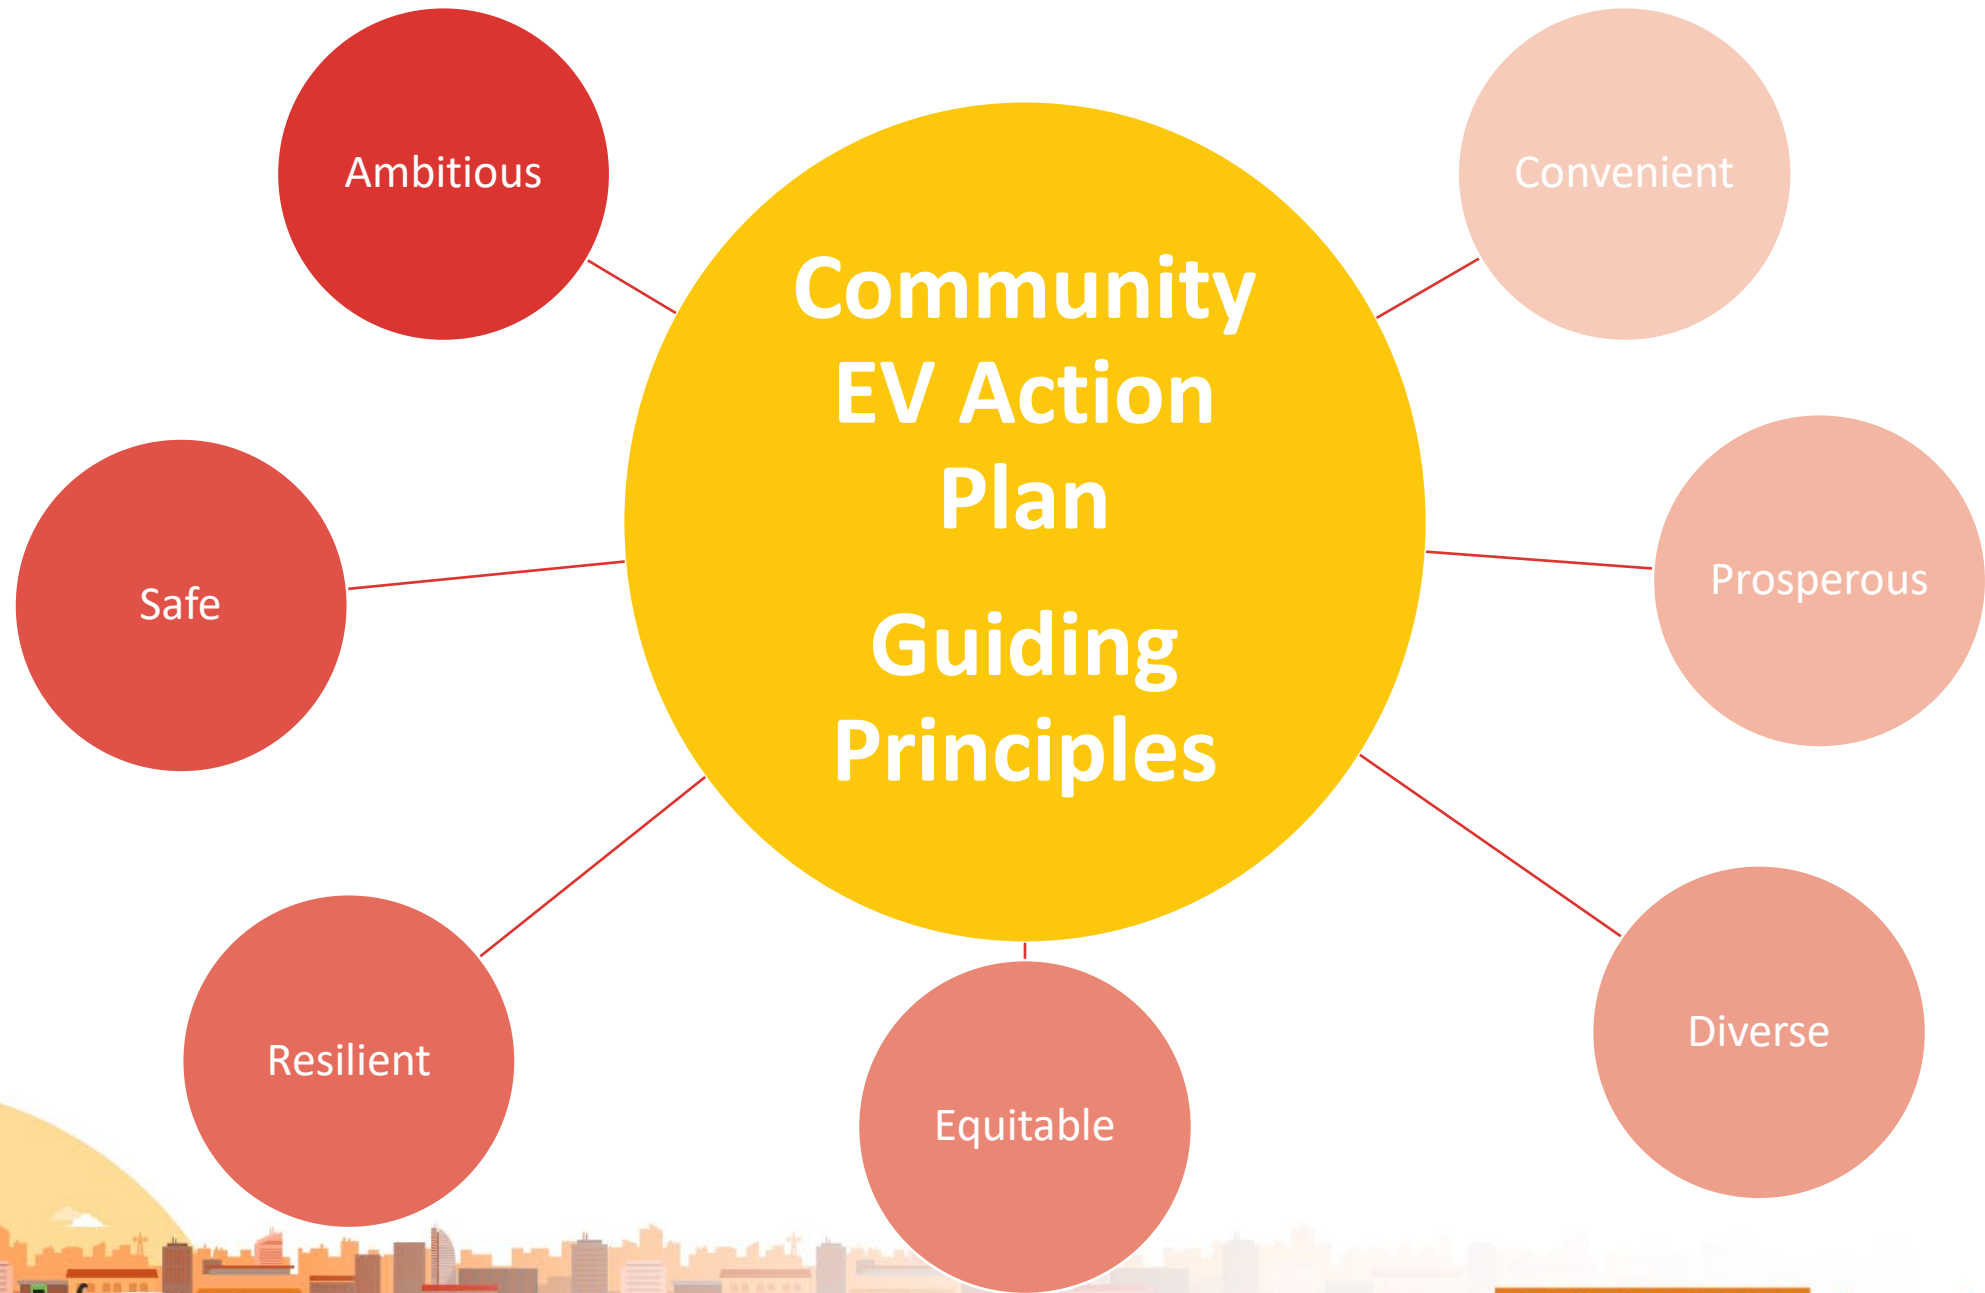 Ambitious
Convenient
Community
EV Action
Plan
Guiding
Principles
Safe
Prosperous
Resilient
Equitable
Diverse